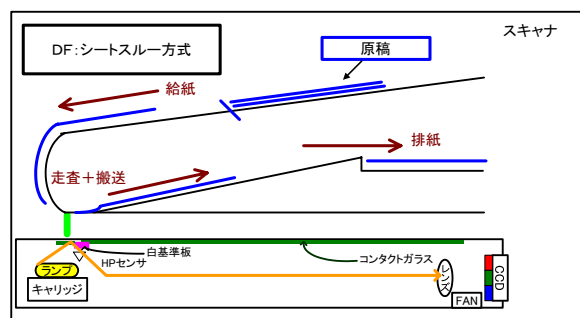 スキャナ
DF:シートスルー方式
原稿
給紙
排紙
走査+搬送
白基準板
HPセンサ
コンタクトガラス
ランプ
キャリッジ
レンズ
FAN
CCD